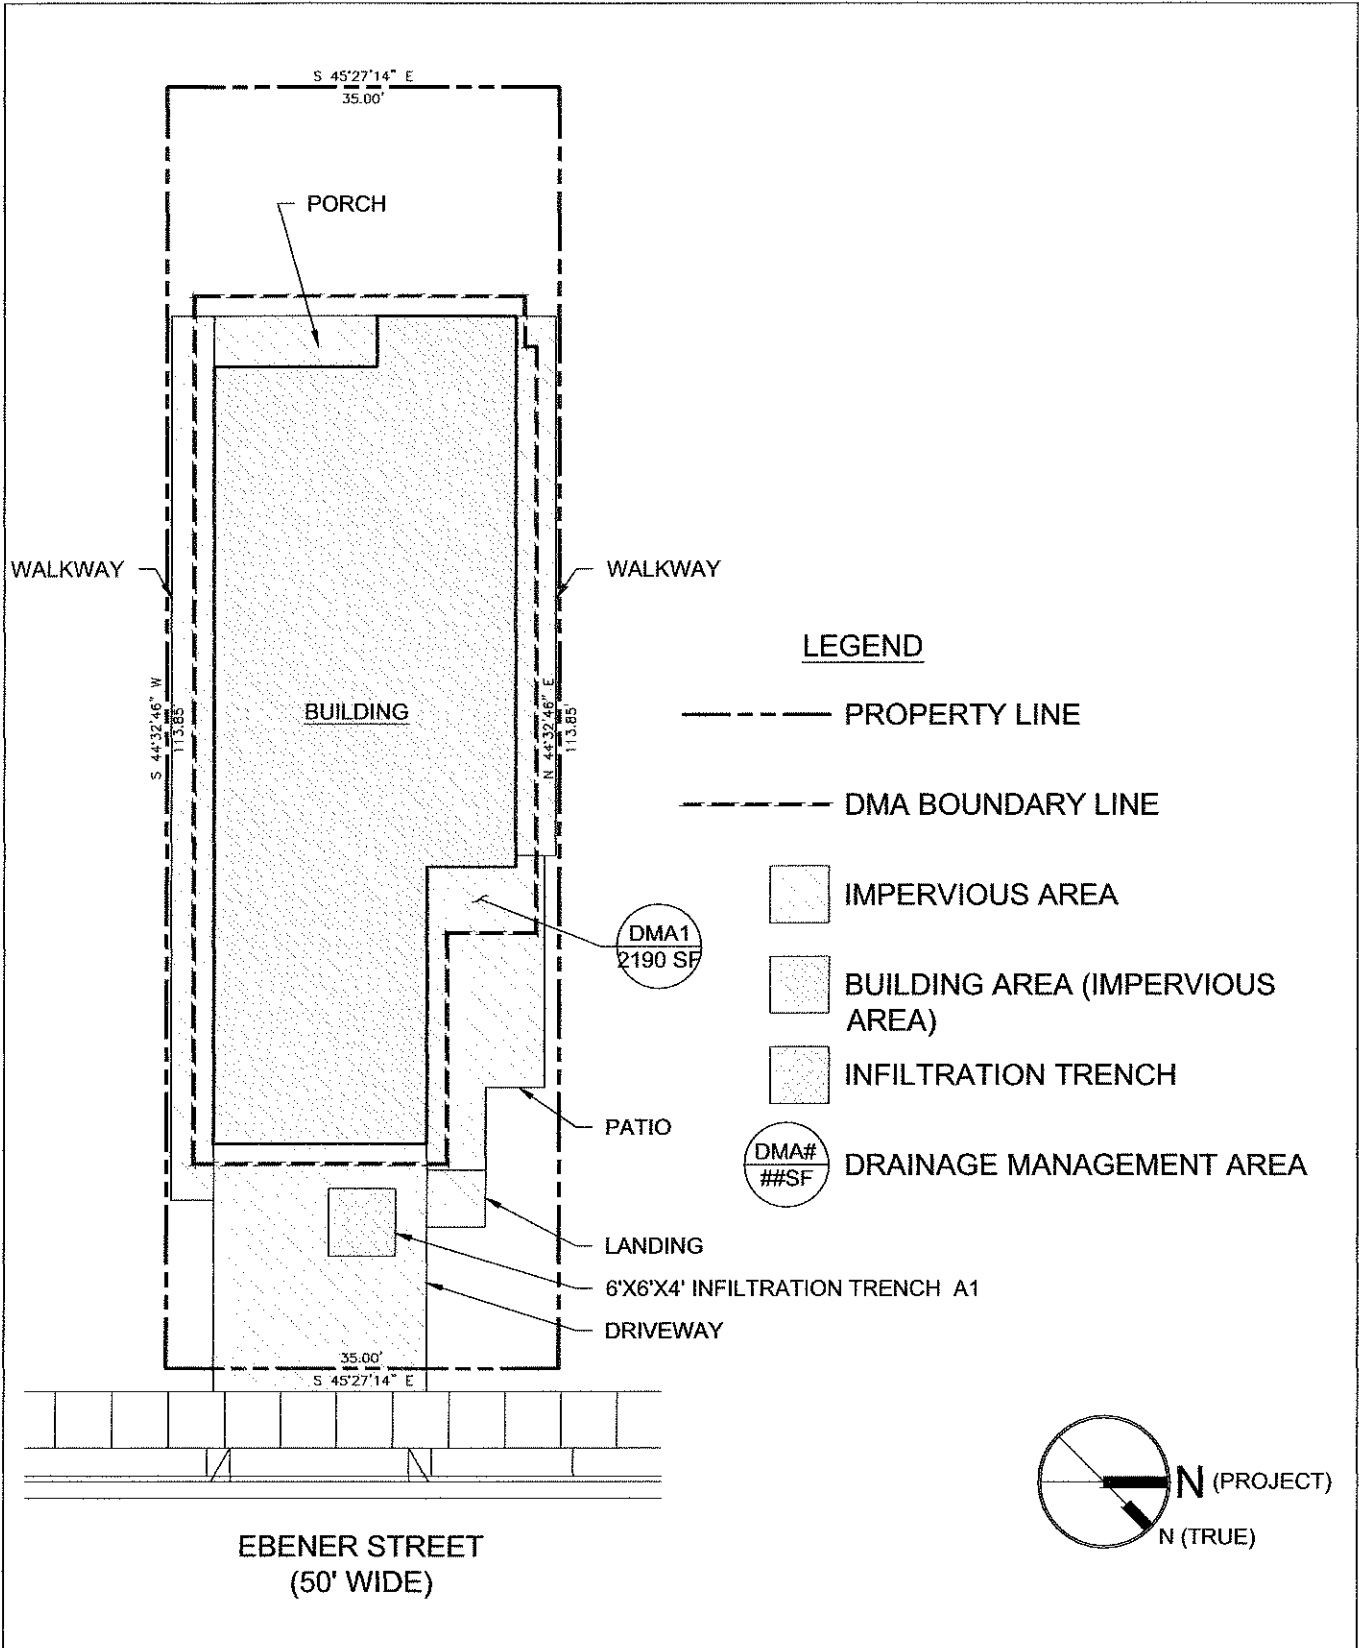 S 45°27'14" E
35.00'
PORCH
WALKWAY
WALKWAY
LEGEND
S 44°32'46" W
113.85'
BUILDING
N 44°32'46" E
113.85'
PROPERTY LINE
DMA BOUNDARY LINE
IMPERVIOUS AREA
DMA1
2190 SF
BUILDING AREA (IMPERVIOUS
AREA)
INFILTRATION TRENCH
PATIO
DMA#
##SF
DRAINAGE MANAGEMENT AREA
LANDING
6'X6'X4' INFILTRATION TRENCH A1
DRIVEWAY
35.00'
S 45°27'14" E
N (PROJECT)
N (TRUE)
EBENER STREET
(50' WIDE)